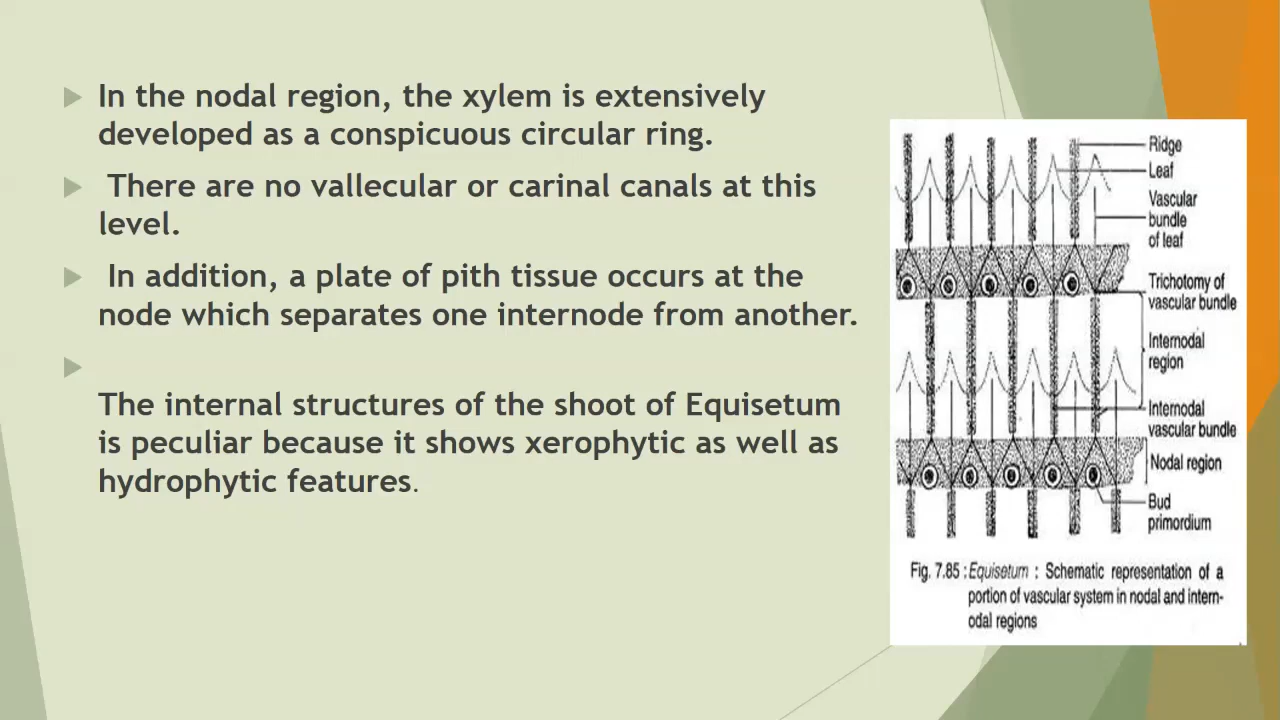 In the nodal region, the xylem is extensively
developed as a conspicuous circular ring.
There are no vallecular or carinal canals at this
level.
In addition, a plate of pith tissue occurs at the
node which separates one internode from another.
The internal structures of the shoot of Equisetum
is peculiar because it shows xerophytic as well as
hydrophytic features.
Ridge
Leaf
Vascular
bundle
of leaf
Trichotomy of
vascular bundle
Internodal
region
Internodal
vascular bundle
Nodal region
Bud
primordium
Fig. 7.85 : Equisetum : Schematic representation of a
portion of vascular system in nodal and intern-
odal regions